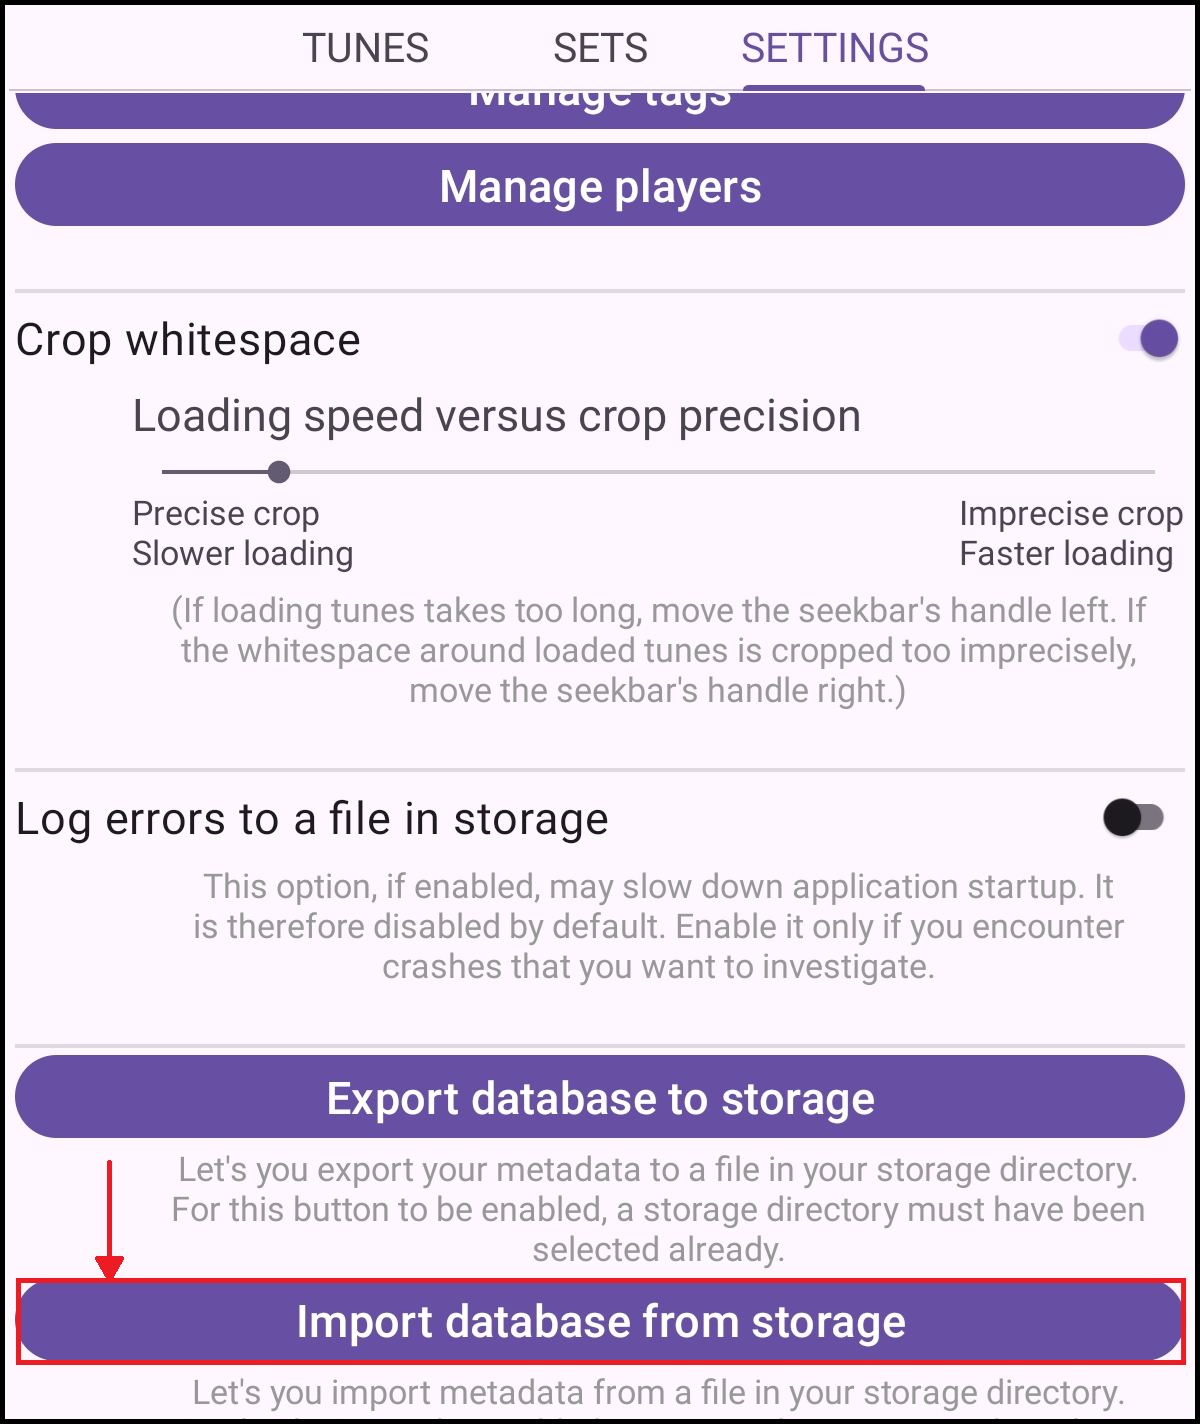 TUNES SETS SETTINGS
Manage tags
Manage players
Crop whitespace
Loading speed versus crop precision
Precise crop Imprecise crop
Slower loading Faster loading
(If loading tunes takes too long, move the seekbar's handle left. If
the whitespace around loaded tunes is cropped too imprecisely,
move the seekbar's handle right.)
Log errors to a file in storage
This option, if enabled, may slow down application startup. It
is therefore disabled by default. Enable it only if you encounter
crashes that you want to investigate.
Export database to storage
Let's you export your metadata to a file in your storage directory.
For this button to be enabled, a storage directory must have been
selected already.
Import database from storage
Let's you import metadata from a file in your storage directory.